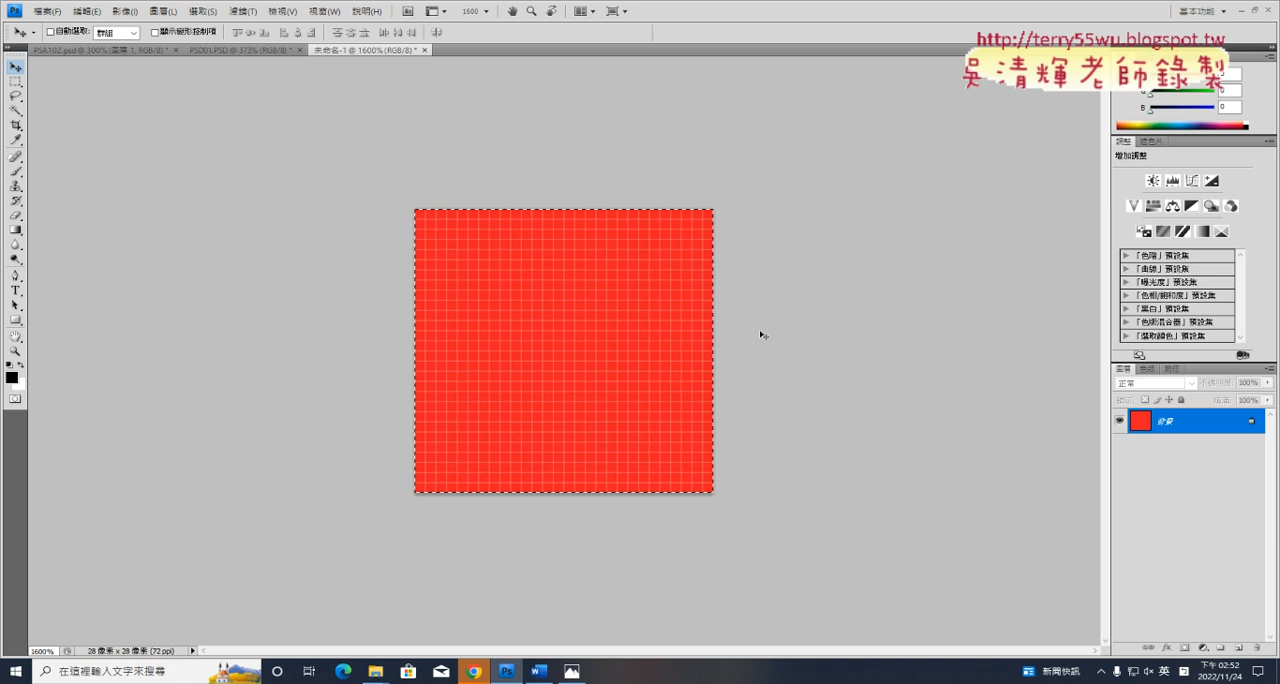 Ps 檔案(F) 編輯(E) 影像(I) 圖層(L) 選取(S) 濾鏡(T) 檢視(V) 視窗(W) 說明(H) 1600 基本功能
自動選取: 群組 顯示變形控制項
http://terry55wu.blogspot.tw
吳清輝老師錄製
PSA102.psd @ 300% (圖層 1, RGB/8) * × PSD01.PSD @ 373% (RGB/8) * × 未命名-1 @ 1600% (RGB/8) * ×
0
B 0
調整
增加調整
「色階」預設集
「曲線」預設集
「曝光度」預設集
「色相/飽和度」預設集
「黑白」預設集
「色版混合器」預設集
「選取顏色」預設集
圖層 色版 路徑
正常 不透明度: 100%
鎖定: 填滿: 100%
背景
1600% 28 像素 x 28 像素 (72 ppi)
在這裡輸入文字來搜尋
新聞快訊 英
下午 02:52
2022/11/24